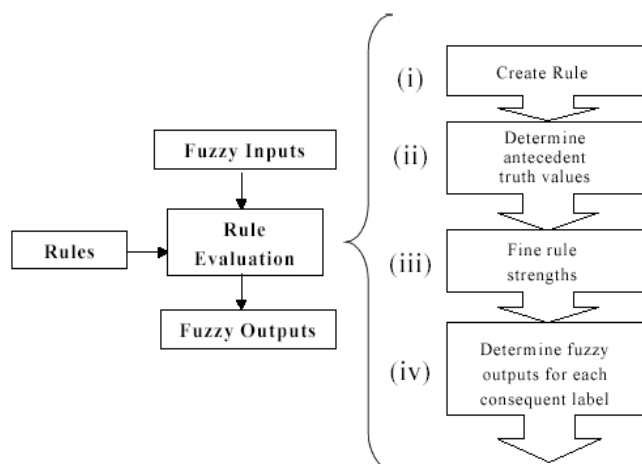 Fuzzy Inputs
Rules
Rule
Evaluation
Fuzzy Outputs
(i)
Create Rule
(ii)
Determine
antecedent
truth values
(iii)
Fine rule
strengths
(iv)
Determine fuzzy
outputs for each
consequent label